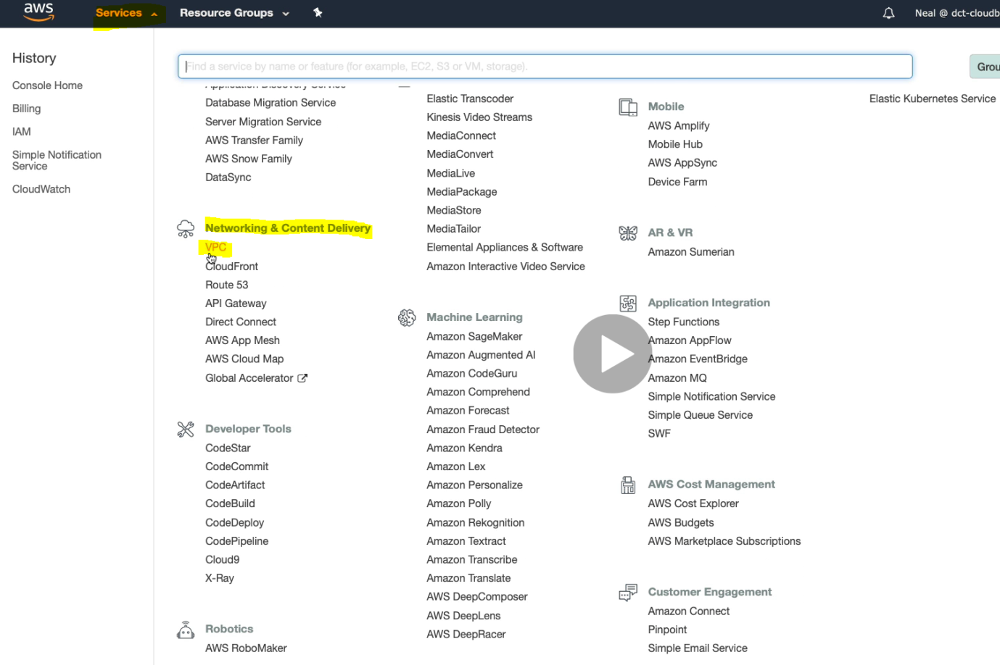 aws
Services
Resource Groups
Neal @ dct-cloudb
History
Console Home
Billing
IAM
Simple Notification
Service
CloudWatch
Find a service by name or feature (for example, EC2, S3 or VM, storage).
Grou
Application Discovery Service
Database Migration Service
Server Migration Service
AWS Transfer Family
AWS Snow Family
DataSync
Networking & Content Delivery
VPC
CloudFront
Route 53
API Gateway
Direct Connect
AWS App Mesh
AWS Cloud Map
Global Accelerator
Developer Tools
CodeStar
CodeCommit
CodeArtifact
CodeBuild
CodeDeploy
CodePipeline
Cloud9
X-Ray
Robotics
AWS RoboMaker
Elastic Transcoder
Kinesis Video Streams
MediaConnect
MediaConvert
MediaLive
MediaPackage
MediaStore
MediaTailor
Elemental Appliances & Software
Amazon Interactive Video Service
Machine Learning
Amazon SageMaker
Amazon Augmented AI
Amazon CodeGuru
Amazon Comprehend
Amazon Forecast
Amazon Fraud Detector
Amazon Kendra
Amazon Lex
Amazon Personalize
Amazon Polly
Amazon Rekognition
Amazon Textract
Amazon Transcribe
Amazon Translate
AWS DeepComposer
AWS DeepLens
AWS DeepRacer
Mobile
AWS Amplify
Mobile Hub
AWS AppSync
Device Farm
AR & VR
Amazon Sumerian
Application Integration
Step Functions
Amazon AppFlow
Amazon EventBridge
Amazon MQ
Simple Notification Service
Simple Queue Service
SWF
AWS Cost Management
AWS Cost Explorer
AWS Budgets
AWS Marketplace Subscriptions
Customer Engagement
Amazon Connect
Pinpoint
Simple Email Service
Elastic Kubernetes Service